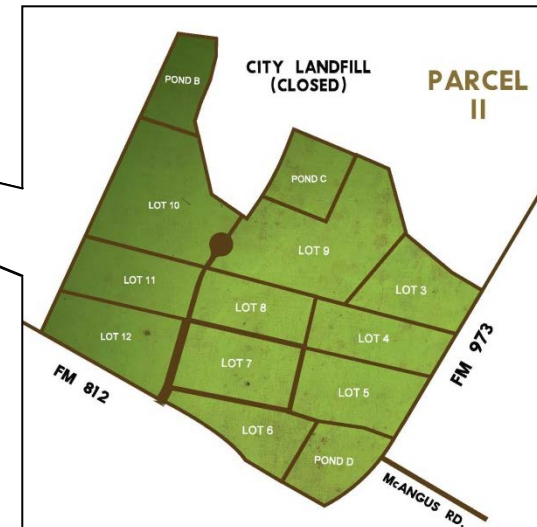 CITY LANDFILL
(CLOSED)
PARCEL
II
POND B
POND C
LOT 10
LOT 9
LOT 3
LOT 11
LOT 8
LOT 4
LOT 12
LOT 7
LOT 5
LOT 6
POND D
FM 812
FM 973
McANGUS RD.